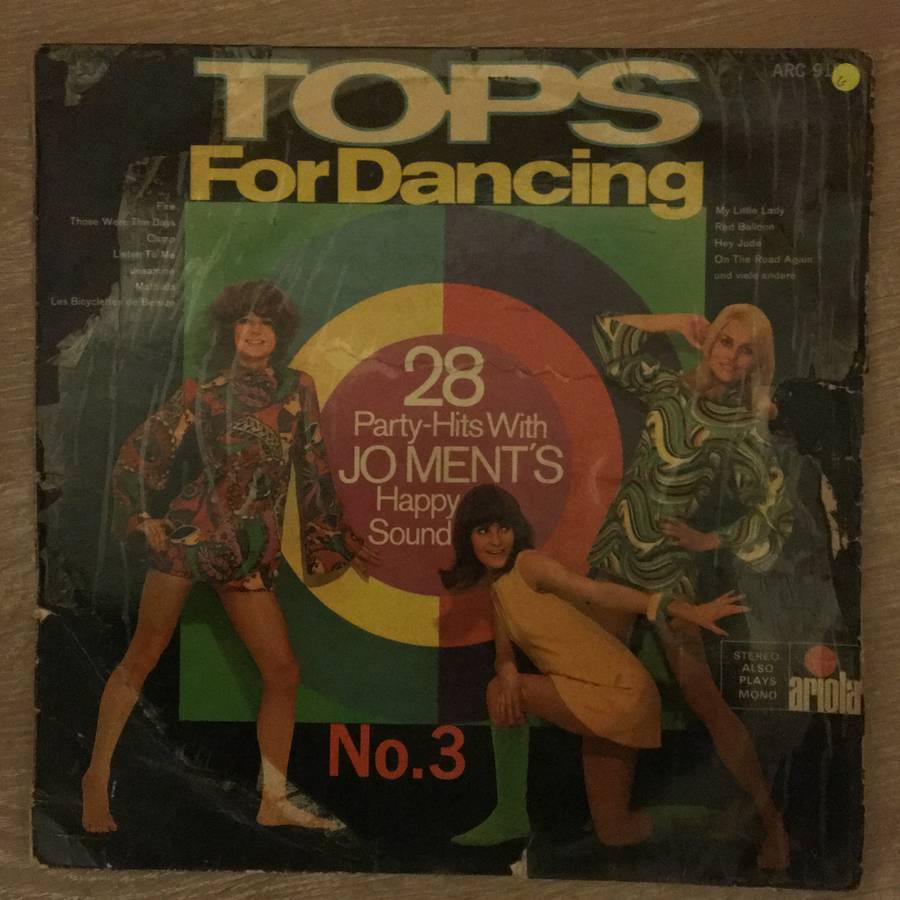 TOPS
ARC 91
For Dancing
Fire
Those Were The Days
Listen To Me
Les Bicyclettes de Belsize
My Little Lady
Red Balloon
Hey Jude
On The Road Again
und viele andere
28
Party-Hits With
JO MENT'S
Happy
Sound
STEREO
ALSO
PLAYS
MONO
ariola
No.3